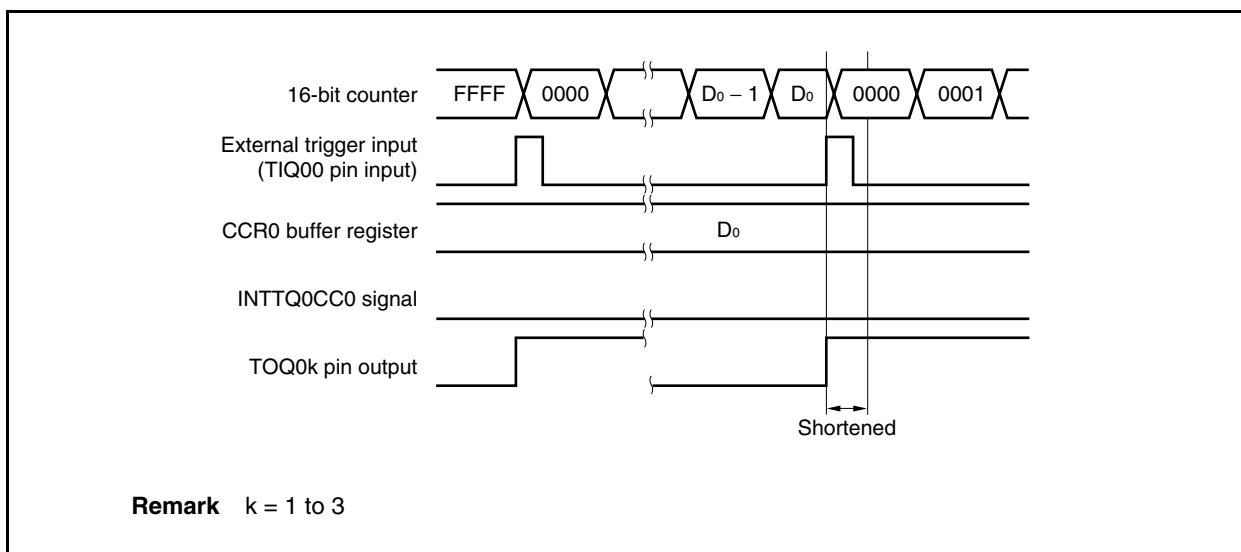 16-bit counter FFFF 0000 D0 − 1 D0 0000 0001
External trigger input
(TIQ00 pin input)
CCR0 buffer register D0
INTTQ0CC0 signal
TOQ0k pin output
Shortened
Remark k = 1 to 3